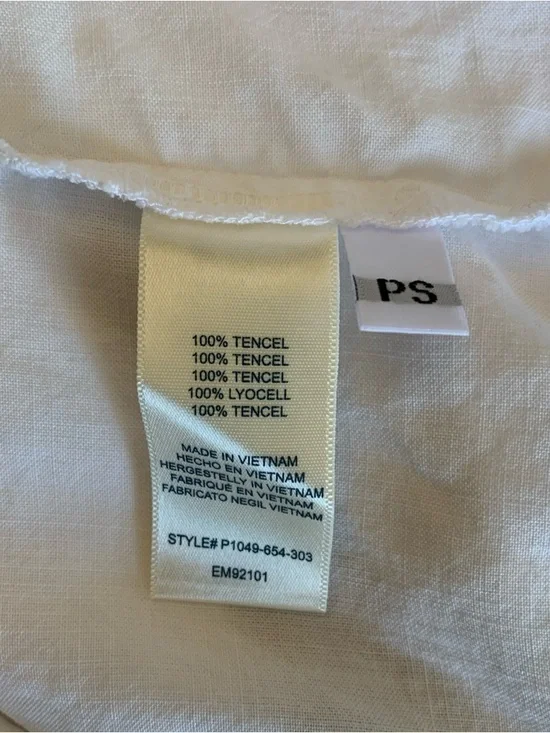 100% TENCEL
100% TENCEL
100% TENCEL
100% LYOCELL
100% TENCEL
MADE IN VIETNAM
HECHO EN VIETNAM
HERGESTELLY IN VIETNAM
FABRIQUÉ EN VIETNAM
FABRICATO NEGIL VIETNAM
STYLE# P1049-654-303
EM92101
PS